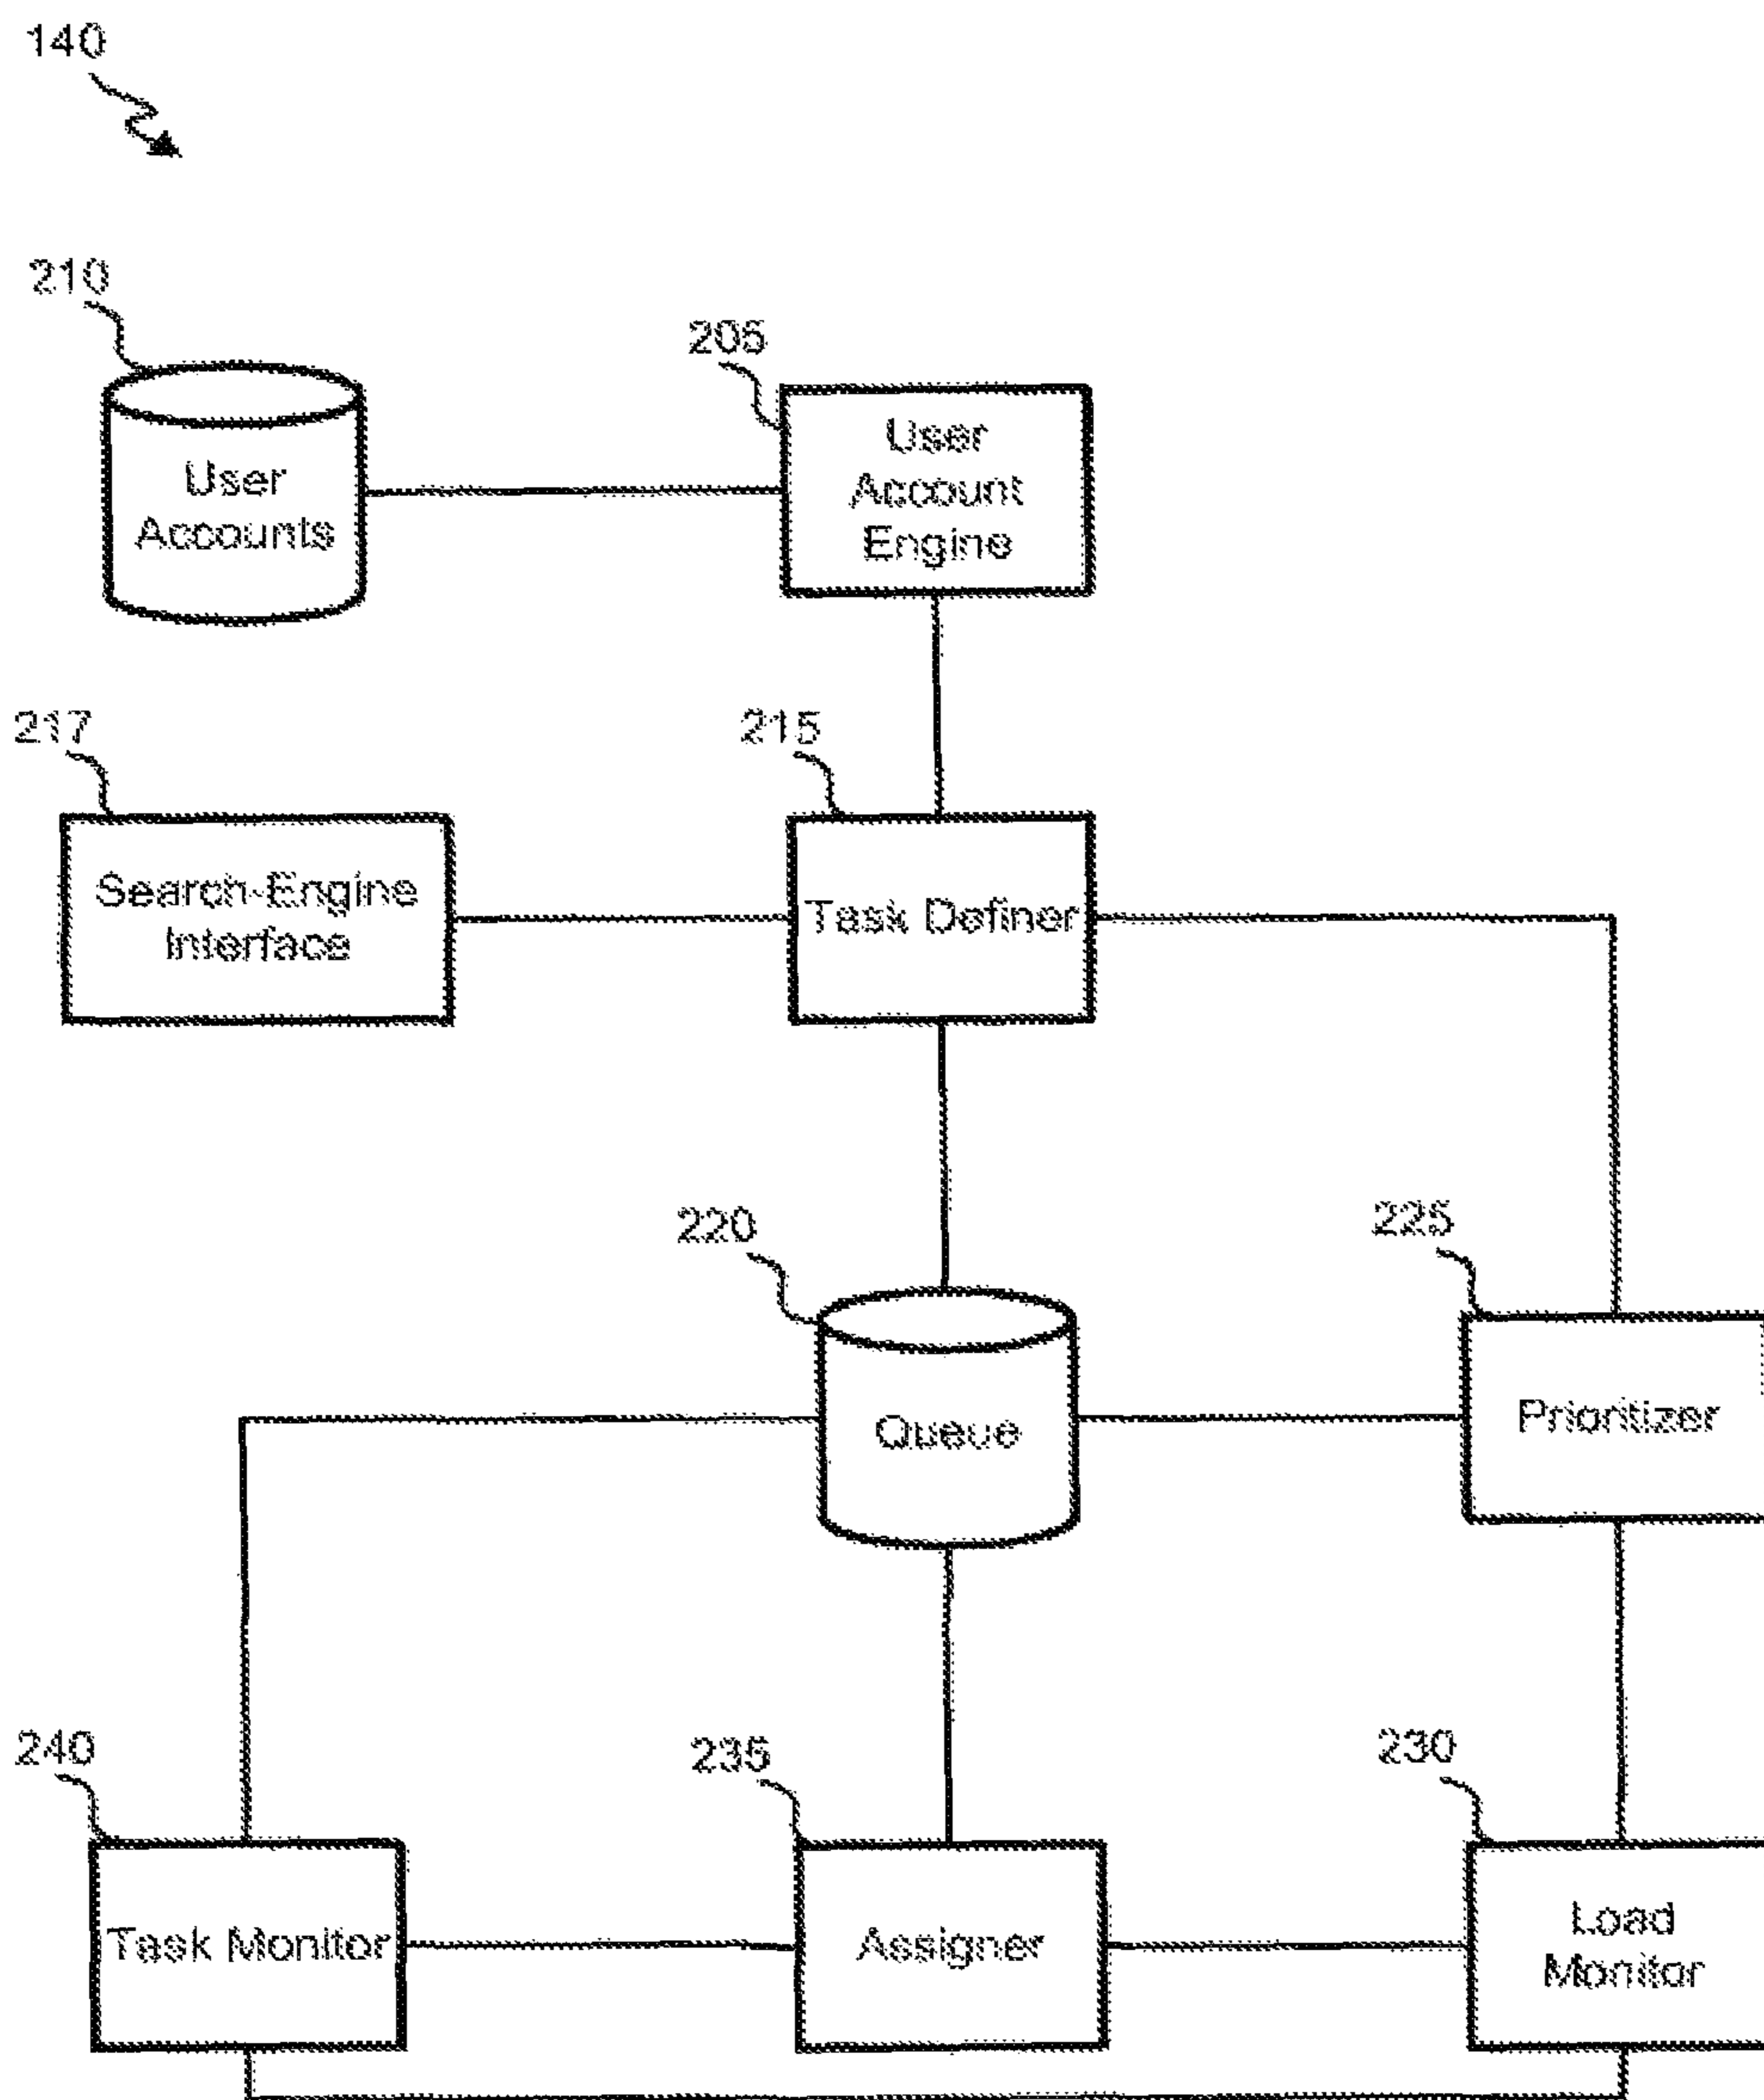 140
210
205
User
Accounts
User
Account
Engine
217
215
Search-Engine
Interface
Task Definer
220
225
Queue
Prioritizer
240
235
230
Task Monitor
Assigner
Load
Monitor